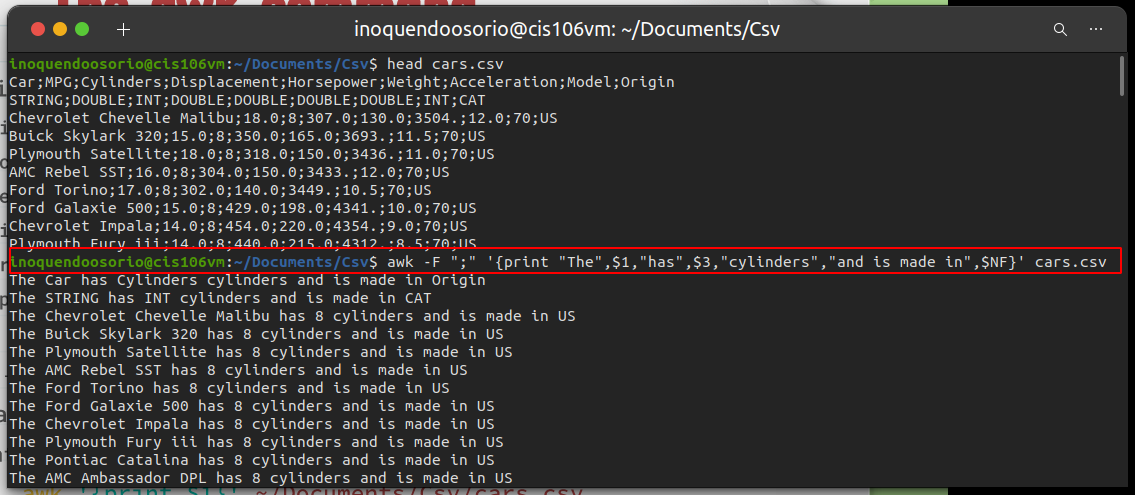 the awk command
inoquendoosorio@cis106vm: ~/Documents/Csv
inoquendoosorio@cis106vm:~/Documents/Csv$ head cars.csv
Car;MPG;Cylinders;Displacement;Horsepower;Weight;Acceleration;Model;Origin
STRING;DOUBLE;INT;DOUBLE;DOUBLE;DOUBLE;DOUBLE;INT;CAT
Chevrolet Chevelle Malibu;18.0;8;307.0;130.0;3504.;12.0;70;US
Buick Skylark 320;15.0;8;350.0;165.0;3693.;11.5;70;US
Plymouth Satellite;18.0;8;318.0;150.0;3436.;11.0;70;US
AMC Rebel SST;16.0;8;304.0;150.0;3433.;12.0;70;US
Ford Torino;17.0;8;302.0;140.0;3449.;10.5;70;US
Ford Galaxie 500;15.0;8;429.0;198.0;4341.;10.0;70;US
Chevrolet Impala;14.0;8;454.0;220.0;4354.;9.0;70;US
Plymouth Fury iii;14.0;8;440.0;215.0;4312.;8.5;70;US
inoquendoosorio@cis106vm:~/Documents/Csv$ awk -F ";" '{print "The",$1,"has",$3,"cylinders","and is made in",$NF}' cars.csv
The Car has Cylinders cylinders and is made in Origin
The STRING has INT cylinders and is made in CAT
The Chevrolet Chevelle Malibu has 8 cylinders and is made in US
The Buick Skylark 320 has 8 cylinders and is made in US
The Plymouth Satellite has 8 cylinders and is made in US
The AMC Rebel SST has 8 cylinders and is made in US
The Ford Torino has 8 cylinders and is made in US
The Ford Galaxie 500 has 8 cylinders and is made in US
The Chevrolet Impala has 8 cylinders and is made in US
The Plymouth Fury iii has 8 cylinders and is made in US
The Pontiac Catalina has 8 cylinders and is made in US
The AMC Ambassador DPL has 8 cylinders and is made in US
awk '{print $1}' ~/Documents/Csv/cars.csv